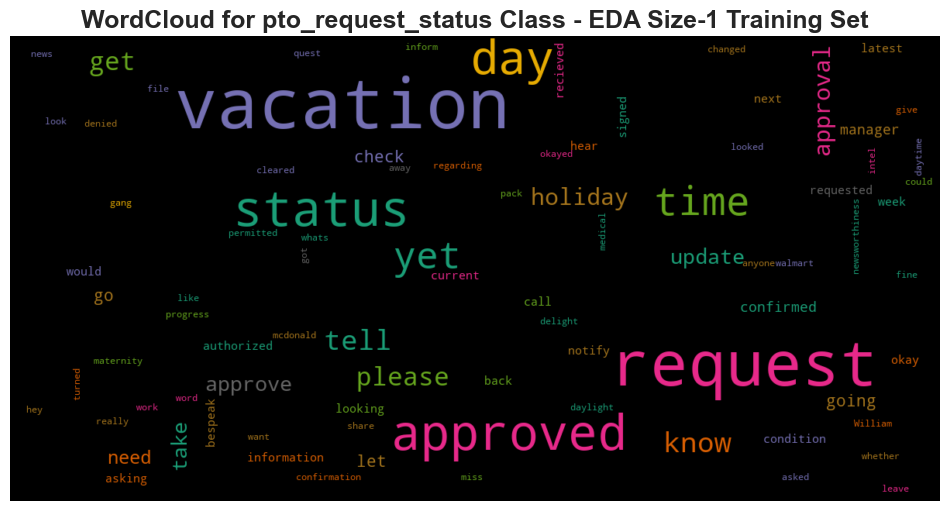 WordCloud for pto_request_status Class - EDA Size-1 Training Set
news
get
quest
inform
day
recieved
changed
approval
latest
file
vacation
next
give
look
denied
signed
manager
hear
check
okayed
looked
intel
daytime
cleared
away
regarding
could
pack
holiday
time
requested
week
gang
status
medical
newsworthiness
permitted
whats
got
yet
update
anyone
walmart
would
current
fine
go
like
call
confirmed
progress
delight
mcdonald
authorized
tell
notify
request
okay
maternity
turned
approve
please
back
going
hey
work
word
bespeak
looking
daylight
really
take
share
approved
William
want
know
condition
need
information
let
whether
asking
confirmation
miss
asked
leave